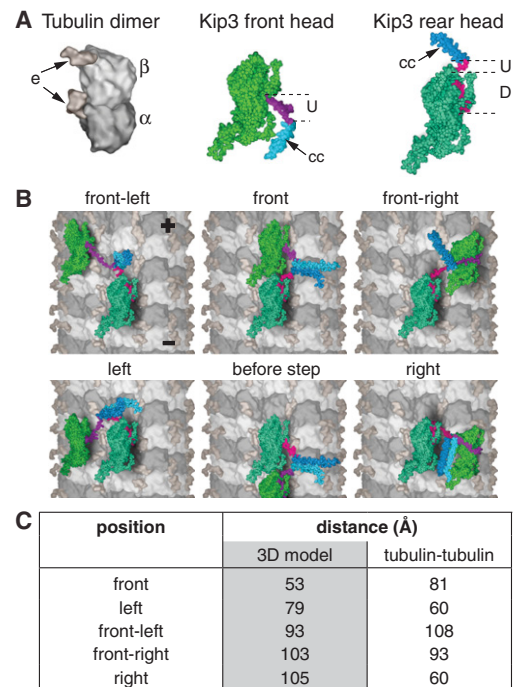 A Tubulin dimer Kip3 front head Kip3 rear head
cc
U
D
e
β
α
U
cc
B
front-left front front-right
+
−
left before step right
C
position distance (Å)
3D model tubulin-tubulin
front 53 81
left 79 60
front-left 93 108
front-right 103 93
right 105 60